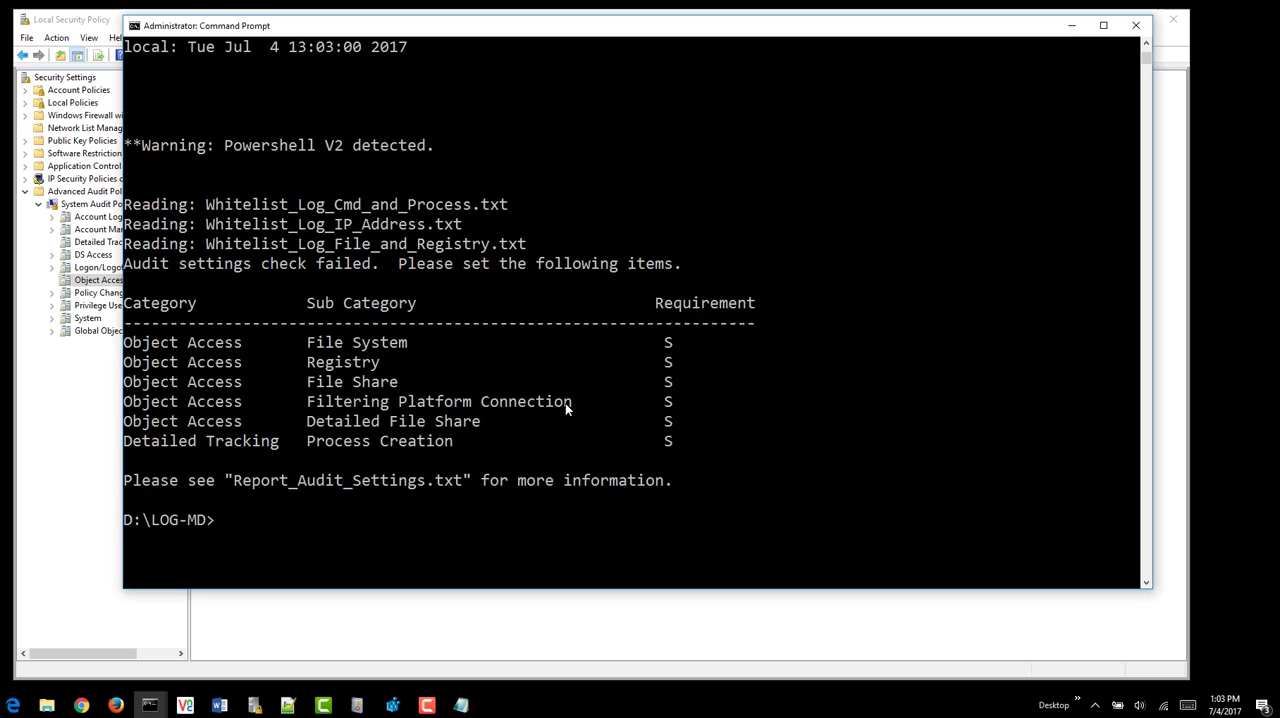 Local Security Policy
File Action View Help
Administrator: Command Prompt
Security Settings
Account Policies
Local Policies
Windows Firewall wi
Network List Manag
Public Key Policies
Software Restriction
Application Control
IP Security Policies o
Advanced Audit Pol
System Audit Po
Account Log
Account Man
Detailed Trac
DS Access
Logon/Logof
Object Acces
Policy Chang
Privilege Use
System
Global Objec
local: Tue Jul  4 13:03:00 2017
**Warning: Powershell V2 detected.
Reading: Whitelist_Log_Cmd_and_Process.txt
Reading: Whitelist_Log_IP_Address.txt
Reading: Whitelist_Log_File_and_Registry.txt
Audit settings check failed.  Please set the following items.
Category Sub Category Requirement
-------------------------------------------------------------------
Object Access File System S
Object Access Registry S
Object Access File Share S
Object Access Filtering Platform Connection S
Object Access Detailed File Share S
Detailed Tracking Process Creation S
Please see "Report_Audit_Settings.txt" for more information.
D:\LOG-MD>
Desktop
1:03 PM
7/4/2017